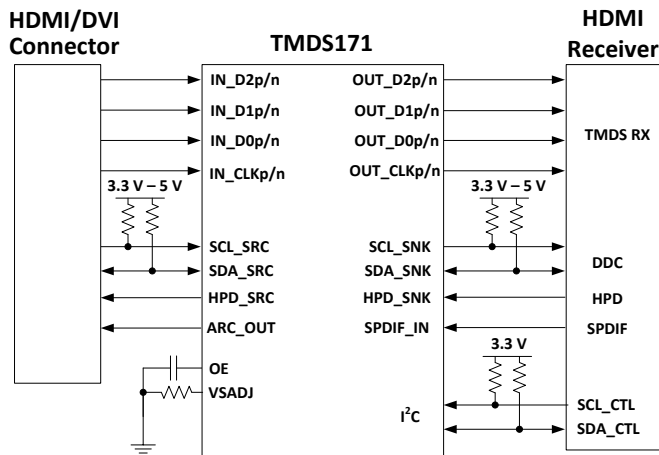 HDMI/DVI
Connector
TMDS171
HDMI
Receiver
IN_D2p/n
OUT_D2p/n
IN_D1p/n
OUT_D1p/n
IN_D0p/n
OUT_D0p/n
TMDS RX
IN_CLKp/n
OUT_CLKp/n
3.3 V – 5 V
3.3 V – 5 V
SCL_SRC
SCL_SNK
SDA_SRC
SDA_SNK
DDC
HPD_SRC
HPD_SNK
HPD
ARC_OUT
SPDIF_IN
SPDIF
3.3 V
OE
VSADJ
I²C
SCL_CTL
SDA_CTL